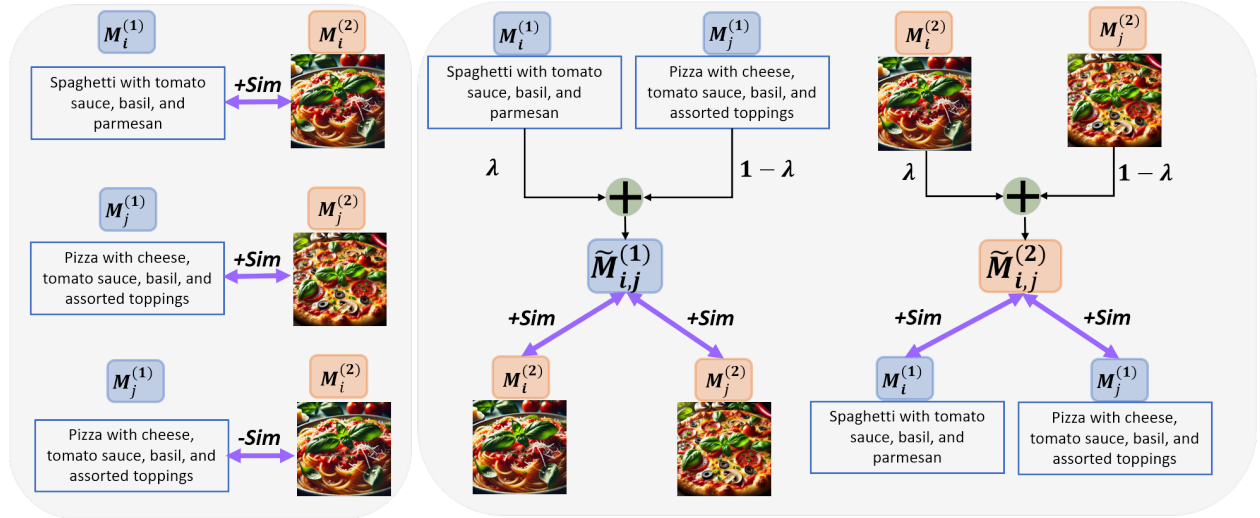 M_i^{(1)}
M_i^{(2)}
Spaghetti with tomato
sauce, basil, and
parmesan
+Sim
M_j^{(1)}
M_j^{(2)}
Pizza with cheese,
tomato sauce, basil, and
assorted toppings
+Sim
M_j^{(1)}
M_i^{(2)}
Pizza with cheese,
tomato sauce, basil, and
assorted toppings
-Sim
M_i^{(1)}
M_j^{(1)}
Spaghetti with tomato
sauce, basil, and
parmesan
Pizza with cheese,
tomato sauce, basil, and
assorted toppings
λ
1 − λ
+
M̃_{i,j}^{(1)}
+Sim
+Sim
M_i^{(2)}
M_j^{(2)}
M_i^{(2)}
M_j^{(2)}
λ
1 − λ
+
M̃_{i,j}^{(2)}
+Sim
+Sim
M_i^{(1)}
M_j^{(1)}
Spaghetti with tomato
sauce, basil, and
parmesan
Pizza with cheese,
tomato sauce, basil, and
assorted toppings